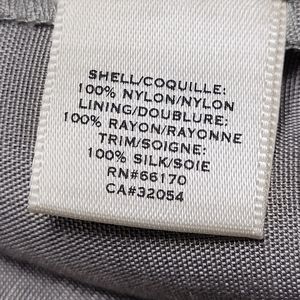 SHELL/COQUILLE:
100% NYLON/NYLON
LINING/DOUBLURE:
100% RAYON/RAYONNE
TRIM/SOIGNE:
100% SILK/SOIE
RN#66170
CA#32054